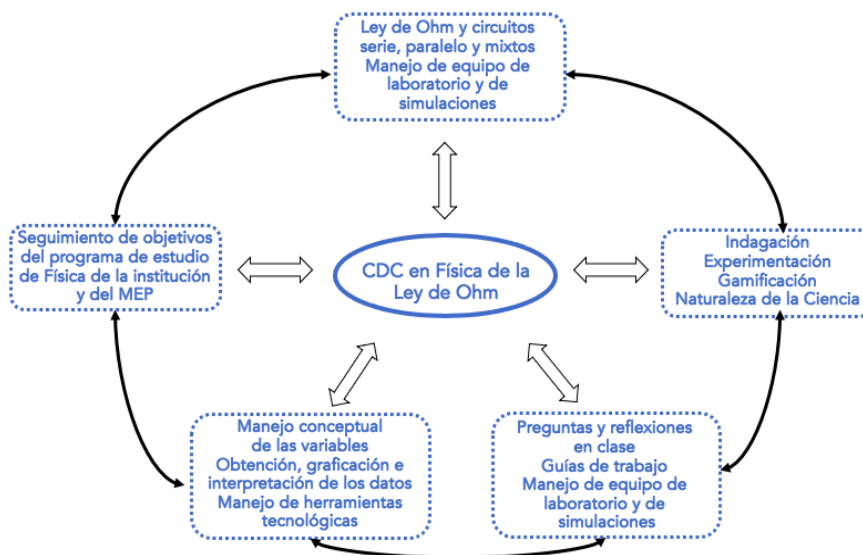 Ley de Ohm y circuitos
serie, paralelo y mixtos
Manejo de equipo de
laboratorio y de
simulaciones
Seguimiento de objetivos
del programa de estudio
de Física de la institución
y del MEP
CDC en Física de la
Ley de Ohm
Indagación
Experimentación
Gamificación
Naturaleza de la Ciencia
Manejo conceptual
de las variables
Obtención, graficación e
interpretación de los datos
Manejo de herramientas
tecnológicas
Preguntas y reflexiones
en clase
Guías de trabajo
Manejo de equipo de
laboratorio y de
simulaciones